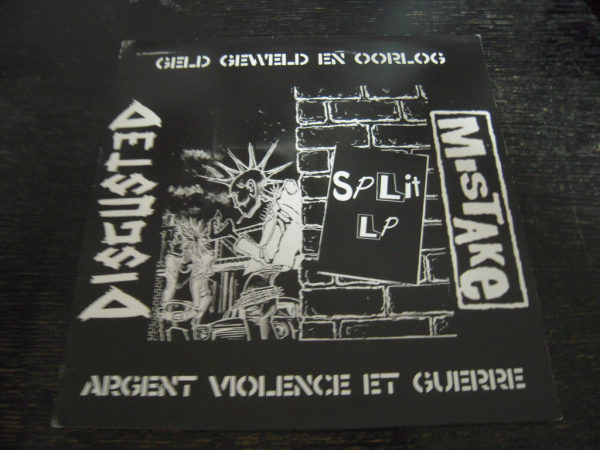 GELD GEWELD EN OORLOG
DISGUSTED
SPLit
LP
MiSTAKe
ARGENT VIOLENCE ET GUERRE